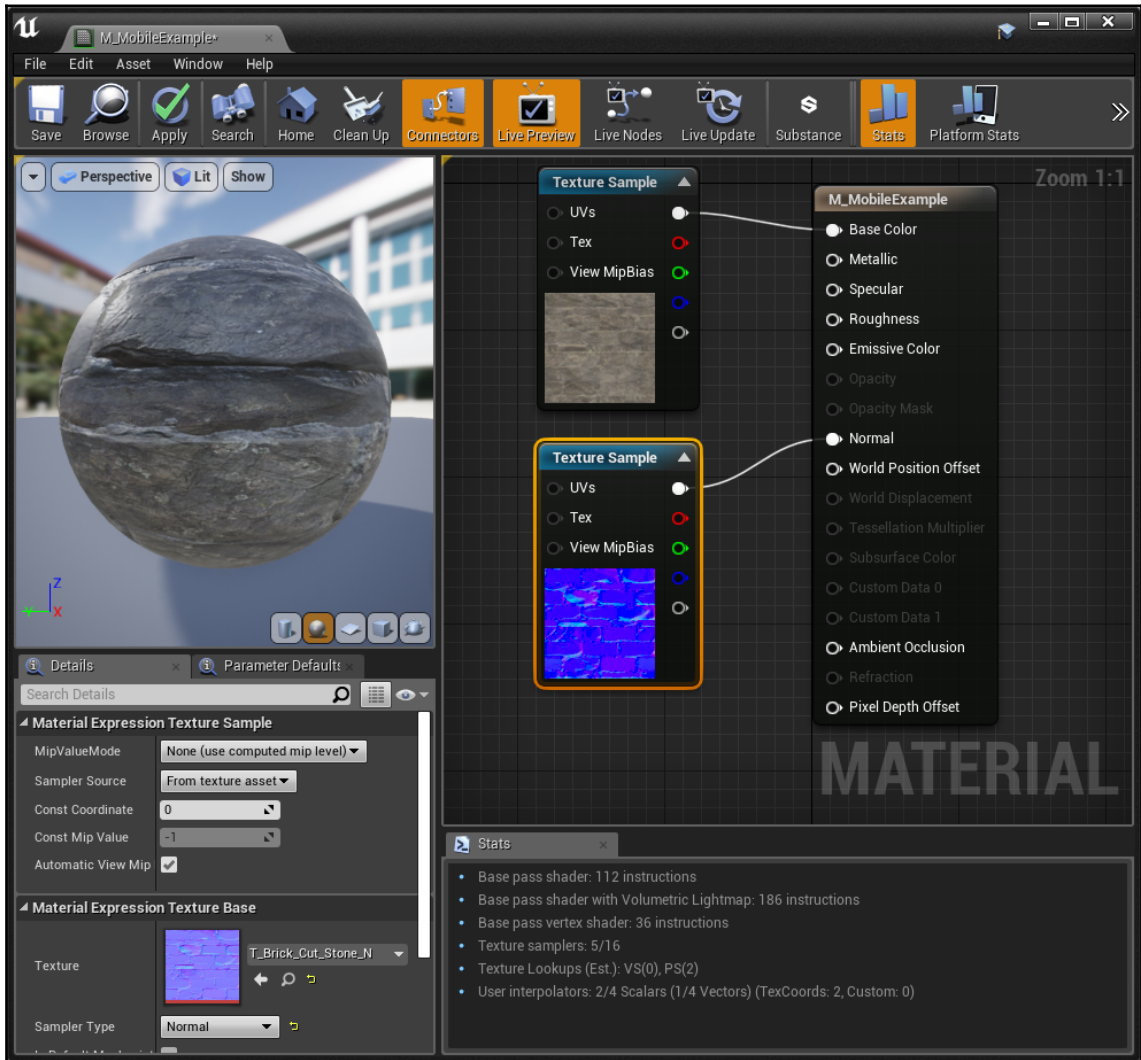 M_MobileExample*
File Edit Asset Window Help
Save Browse Apply Search Home Clean Up Connectors Live Preview Live Nodes Live Update Substance Stats Platform Stats
Perspective Lit Show
Z
Y X
Zoom 1:1
Texture Sample
UVs
Tex
View MipBias
Texture Sample
UVs
Tex
View MipBias
M_MobileExample
Base Color
Metallic
Specular
Roughness
Emissive Color
Opacity
Opacity Mask
Normal
World Position Offset
World Displacement
Tessellation Multiplier
Subsurface Color
Custom Data 0
Custom Data 1
Ambient Occlusion
Refraction
Pixel Depth Offset
MATERIAL
Details Parameter Defaults
Search Details
Material Expression Texture Sample
MipValueMode None (use computed mip level)
Sampler Source From texture asset
Const Coordinate 0
Const Mip Value -1
Automatic View Mip
Material Expression Texture Base
Texture T_Brick_Cut_Stone_N
Sampler Type Normal
Stats
Base pass shader: 112 instructions
Base pass shader with Volumetric Lightmap: 186 instructions
Base pass vertex shader: 36 instructions
Texture samplers: 5/16
Texture Lookups (Est.): VS(0), PS(2)
User interpolators: 2/4 Scalars (1/4 Vectors) (TexCoords: 2, Custom: 0)